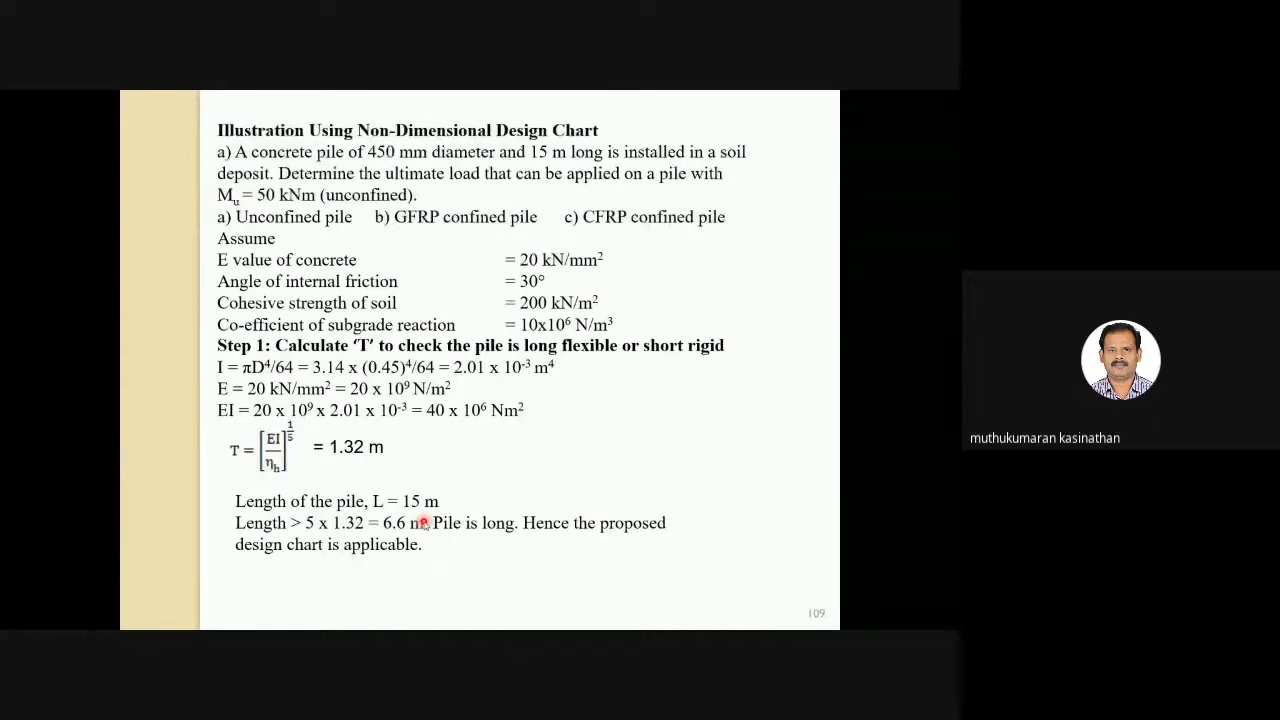 Illustration Using Non-Dimensional Design Chart
a) A concrete pile of 450 mm diameter and 15 m long is installed in a soil
deposit. Determine the ultimate load that can be applied on a pile with
Mᵤ = 50 kNm (unconfined).
a) Unconfined pile b) GFRP confined pile c) CFRP confined pile
Assume
E value of concrete = 20 kN/mm²
Angle of internal friction = 30°
Cohesive strength of soil = 200 kN/m²
Co-efficient of subgrade reaction = 10x10⁶ N/m³
Step 1: Calculate ‘T’ to check the pile is long flexible or short rigid
I = πD⁴/64 = 3.14 x (0.45)⁴/64 = 2.01 x 10⁻³ m⁴
E = 20 kN/mm² = 20 x 10⁹ N/m²
EI = 20 x 10⁹ x 2.01 x 10⁻³ = 40 x 10⁶ Nm²
T = [EI/ηₕ]^(1/5) = 1.32 m
Length of the pile, L = 15 m
Length > 5 x 1.32 = 6.6 Pile is long. Hence the proposed
design chart is applicable.
109
muthukumaran kasinathan